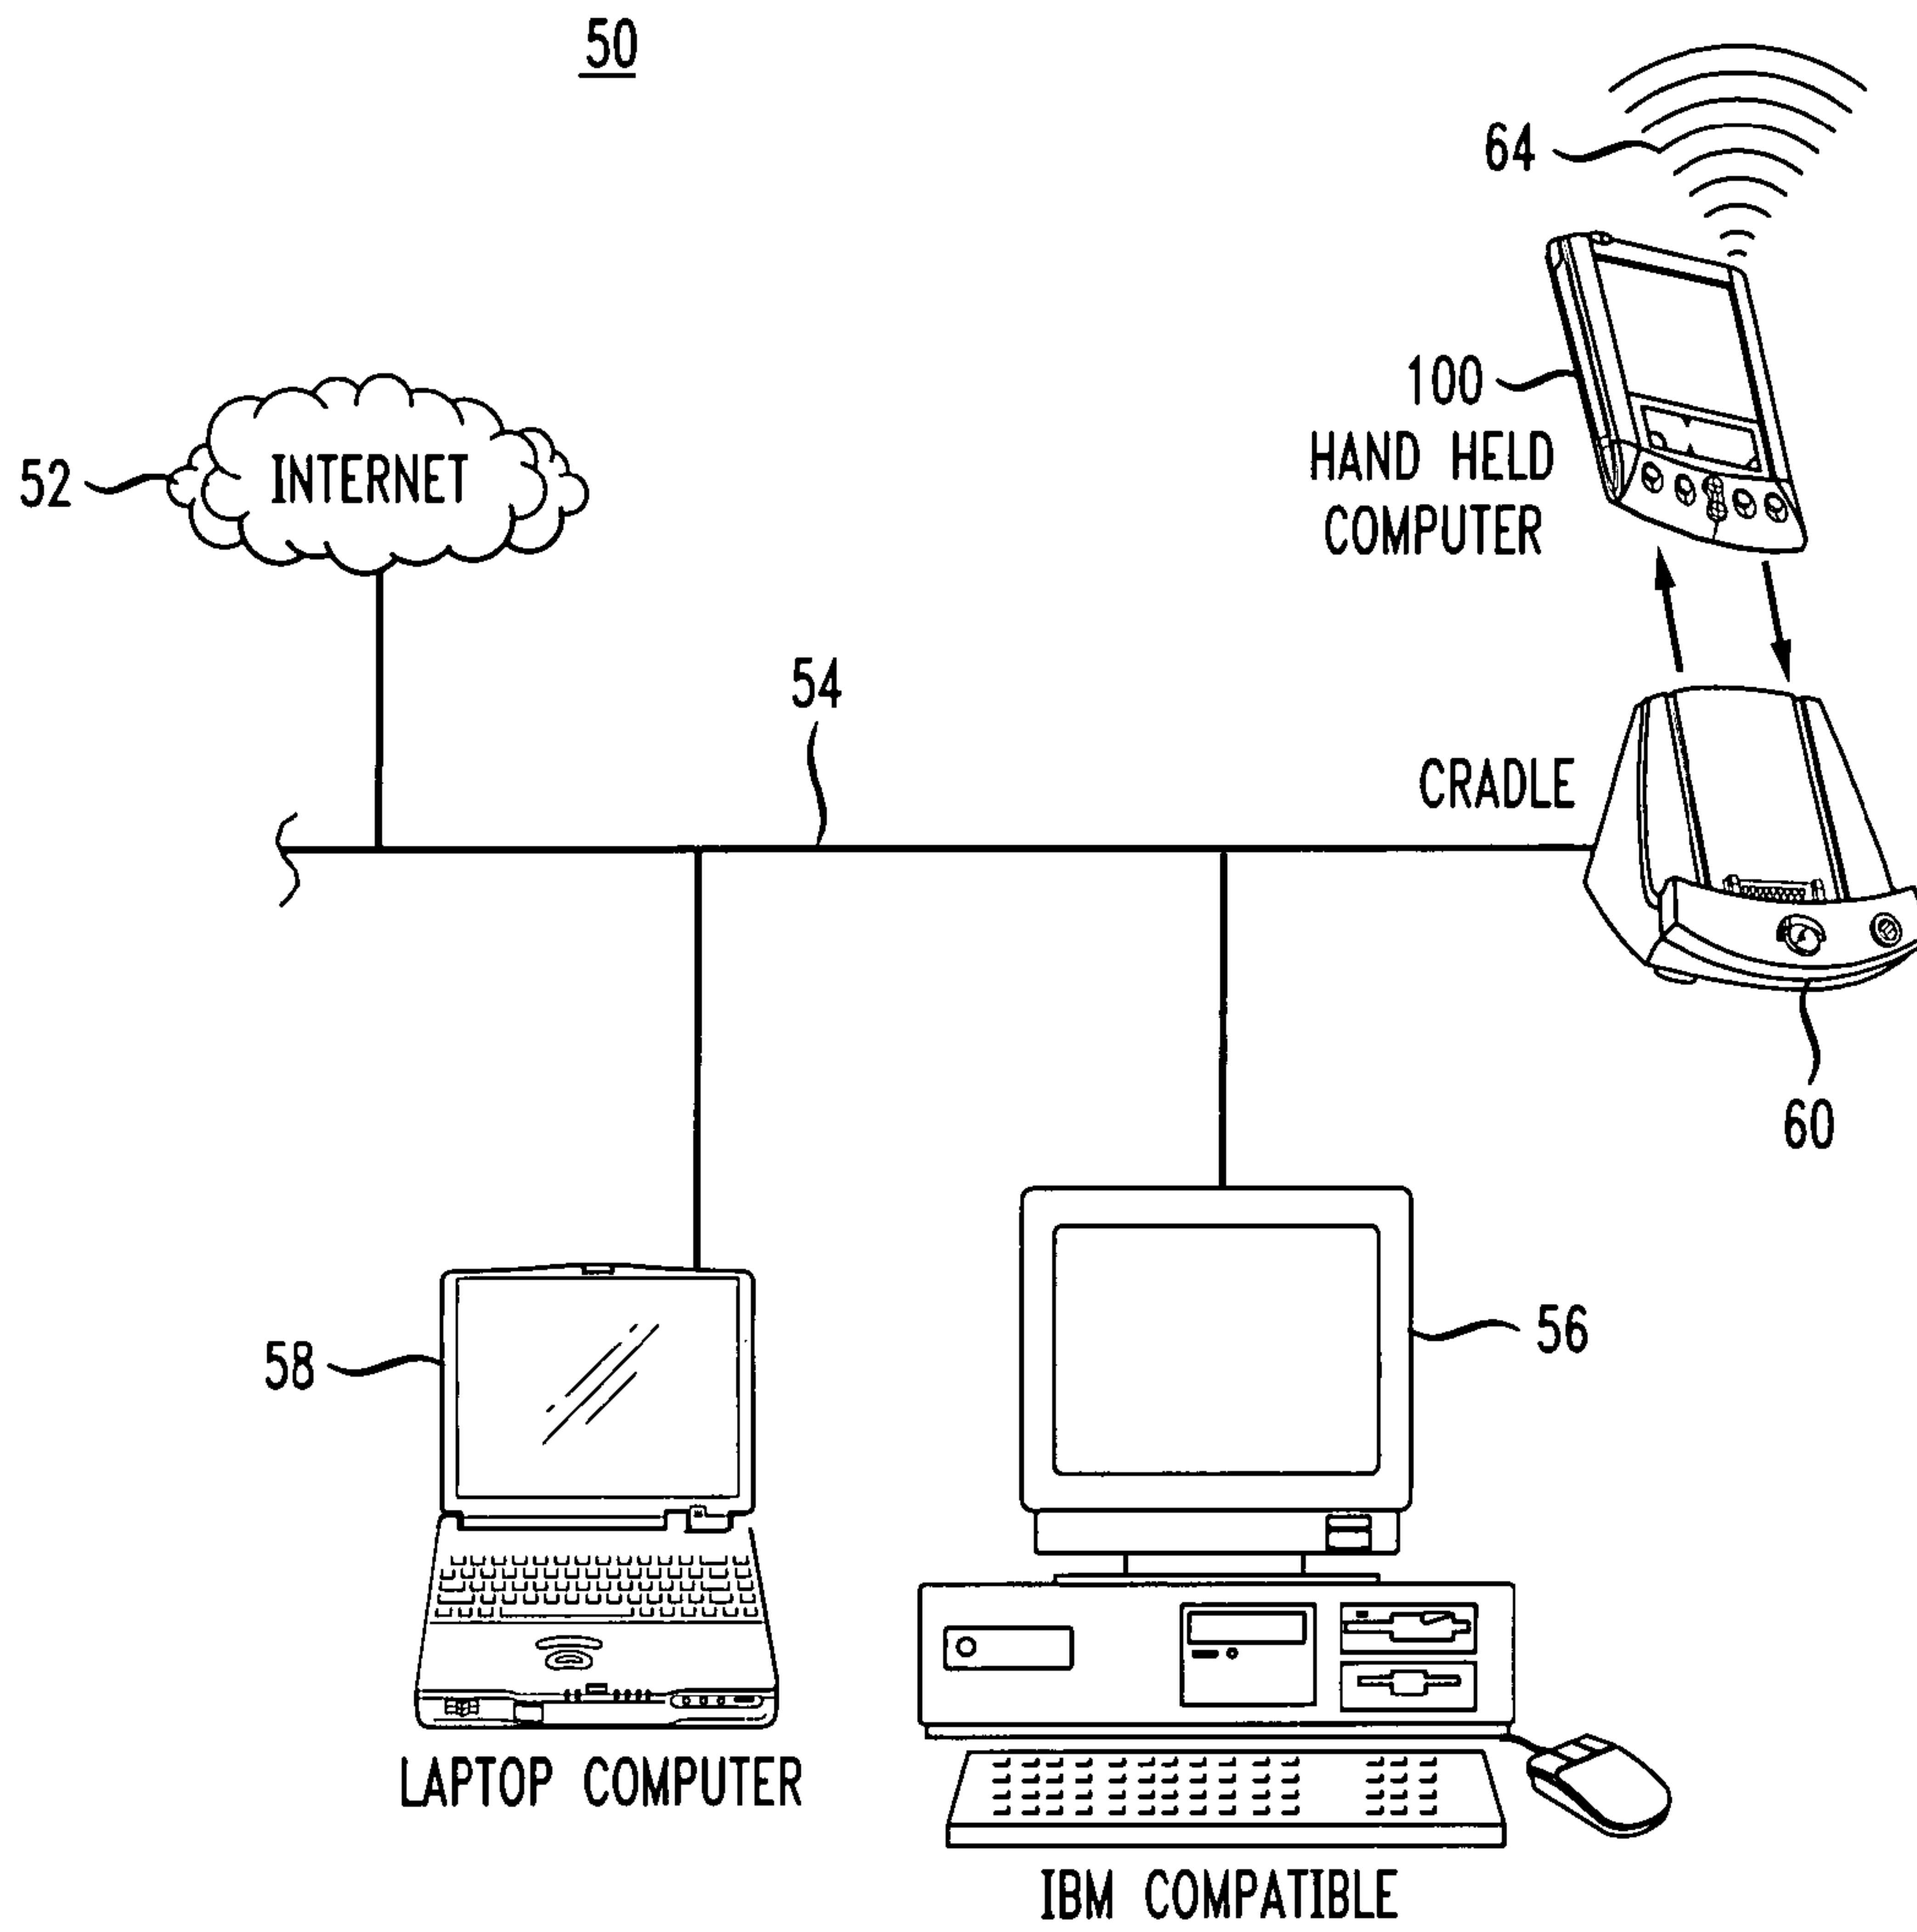 50
64
100
HAND HELD
COMPUTER
52
INTERNET
54
CRADLE
60
58
56
LAPTOP COMPUTER
IBM COMPATIBLE